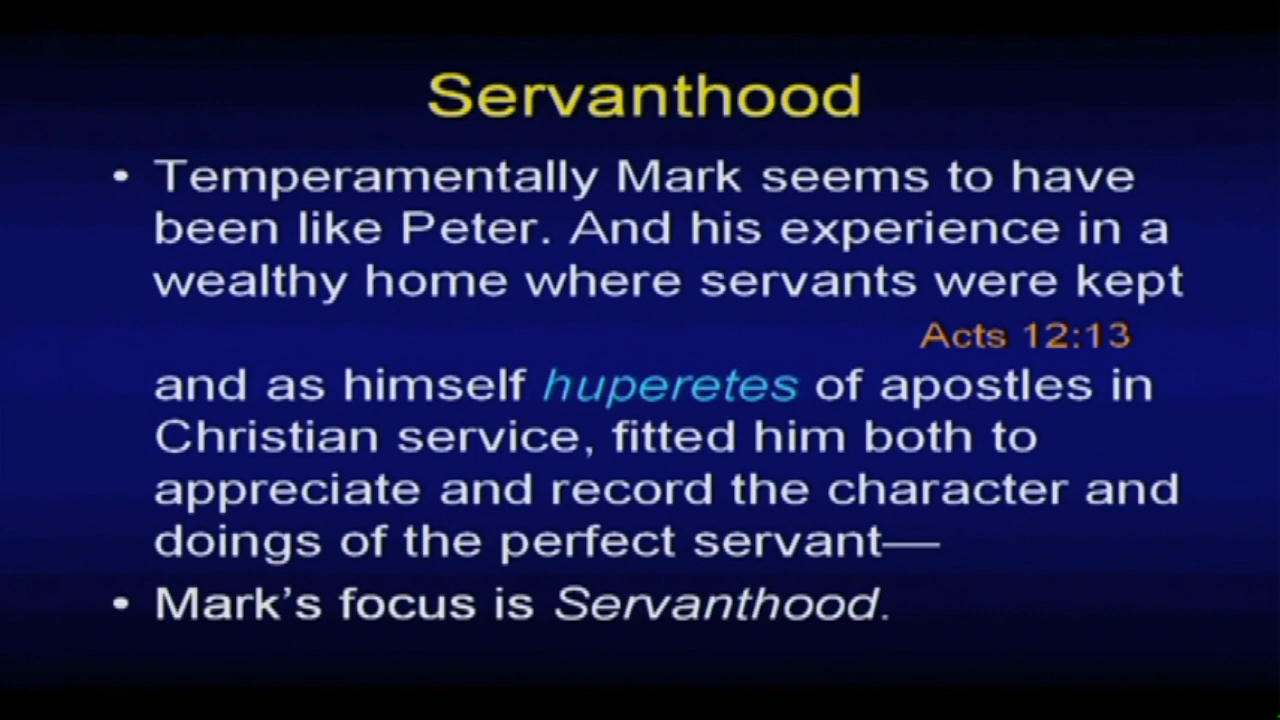 Servanthood
• Temperamentally Mark seems to have
been like Peter. And his experience in a
wealthy home where servants were kept
Acts 12:13
and as himself huperetes of apostles in
Christian service, fitted him both to
appreciate and record the character and
doings of the perfect servant—
• Mark’s focus is Servanthood.